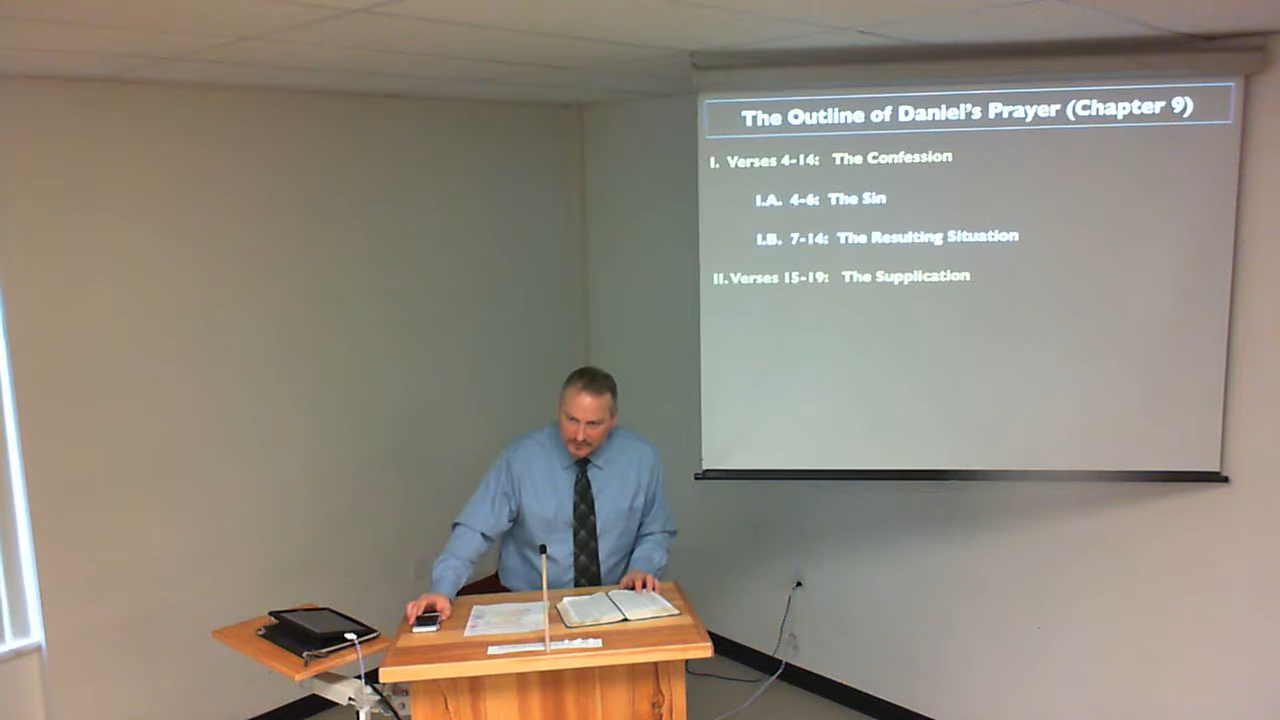 The Outline of Daniel's Prayer (Chapter 9)
I. Verses 4-14: The Confession
I.A. 4-6: The Sin
I.B. 7-14: The Resulting Situation
II. Verses 15-19: The Supplication